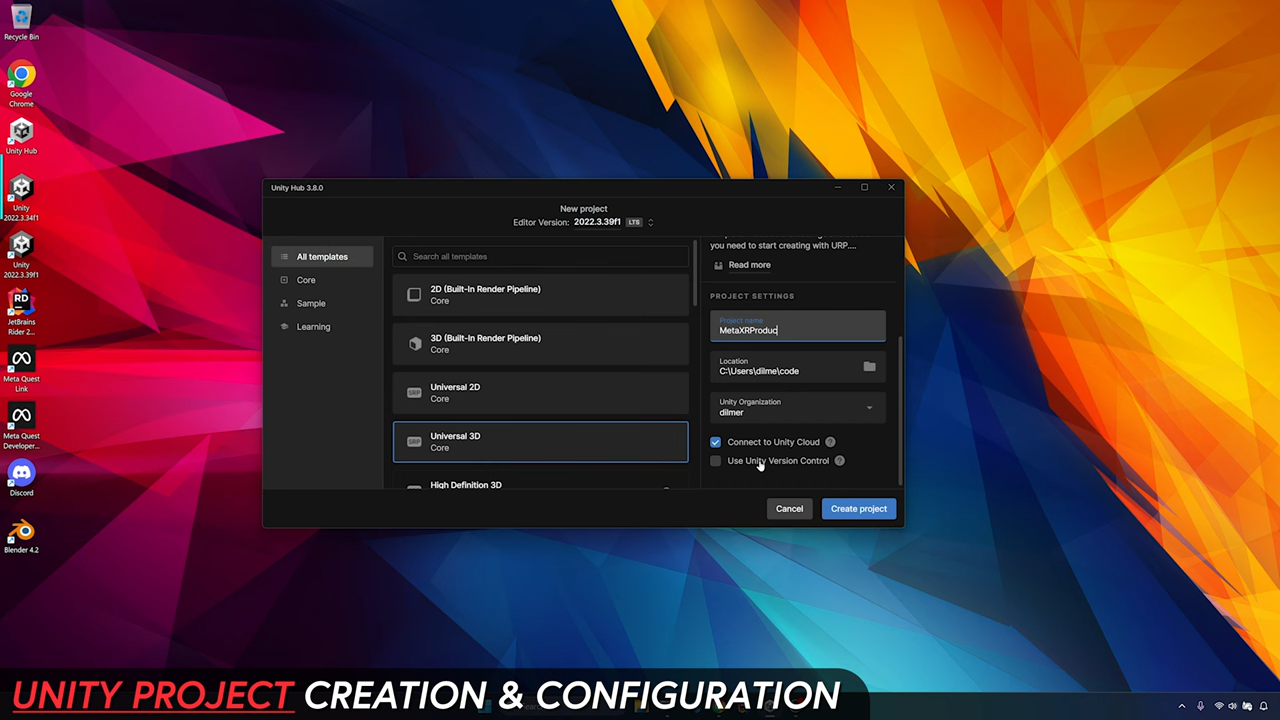 Recycle Bin
Google
Chrome
Unity Hub
Unity
2022.3.34f1
Unity
2022.3.39f1
RD
JetBrains
Rider 2...
Meta Quest
Link
Meta Quest
Developer...
Discord
Blender 4.2
Unity Hub 3.8.0
New project
Editor Version: 2022.3.39f1 LTS
All templates
Core
Sample
Learning
Search all templates
2D (Built-In Render Pipeline)
Core
3D (Built-In Render Pipeline)
Core
SRP
Universal 2D
Core
SRP
Universal 3D
Core
High Definition 3D
you need to start creating with URP....
Read more
PROJECT SETTINGS
Project name
MetaXRProduc
Location
C:\Users\dilme\code
Unity Organization
dilmer
Connect to Unity Cloud ?
Use Unity Version Control ?
Cancel
Create project
UNITY PROJECT CREATION & CONFIGURATION